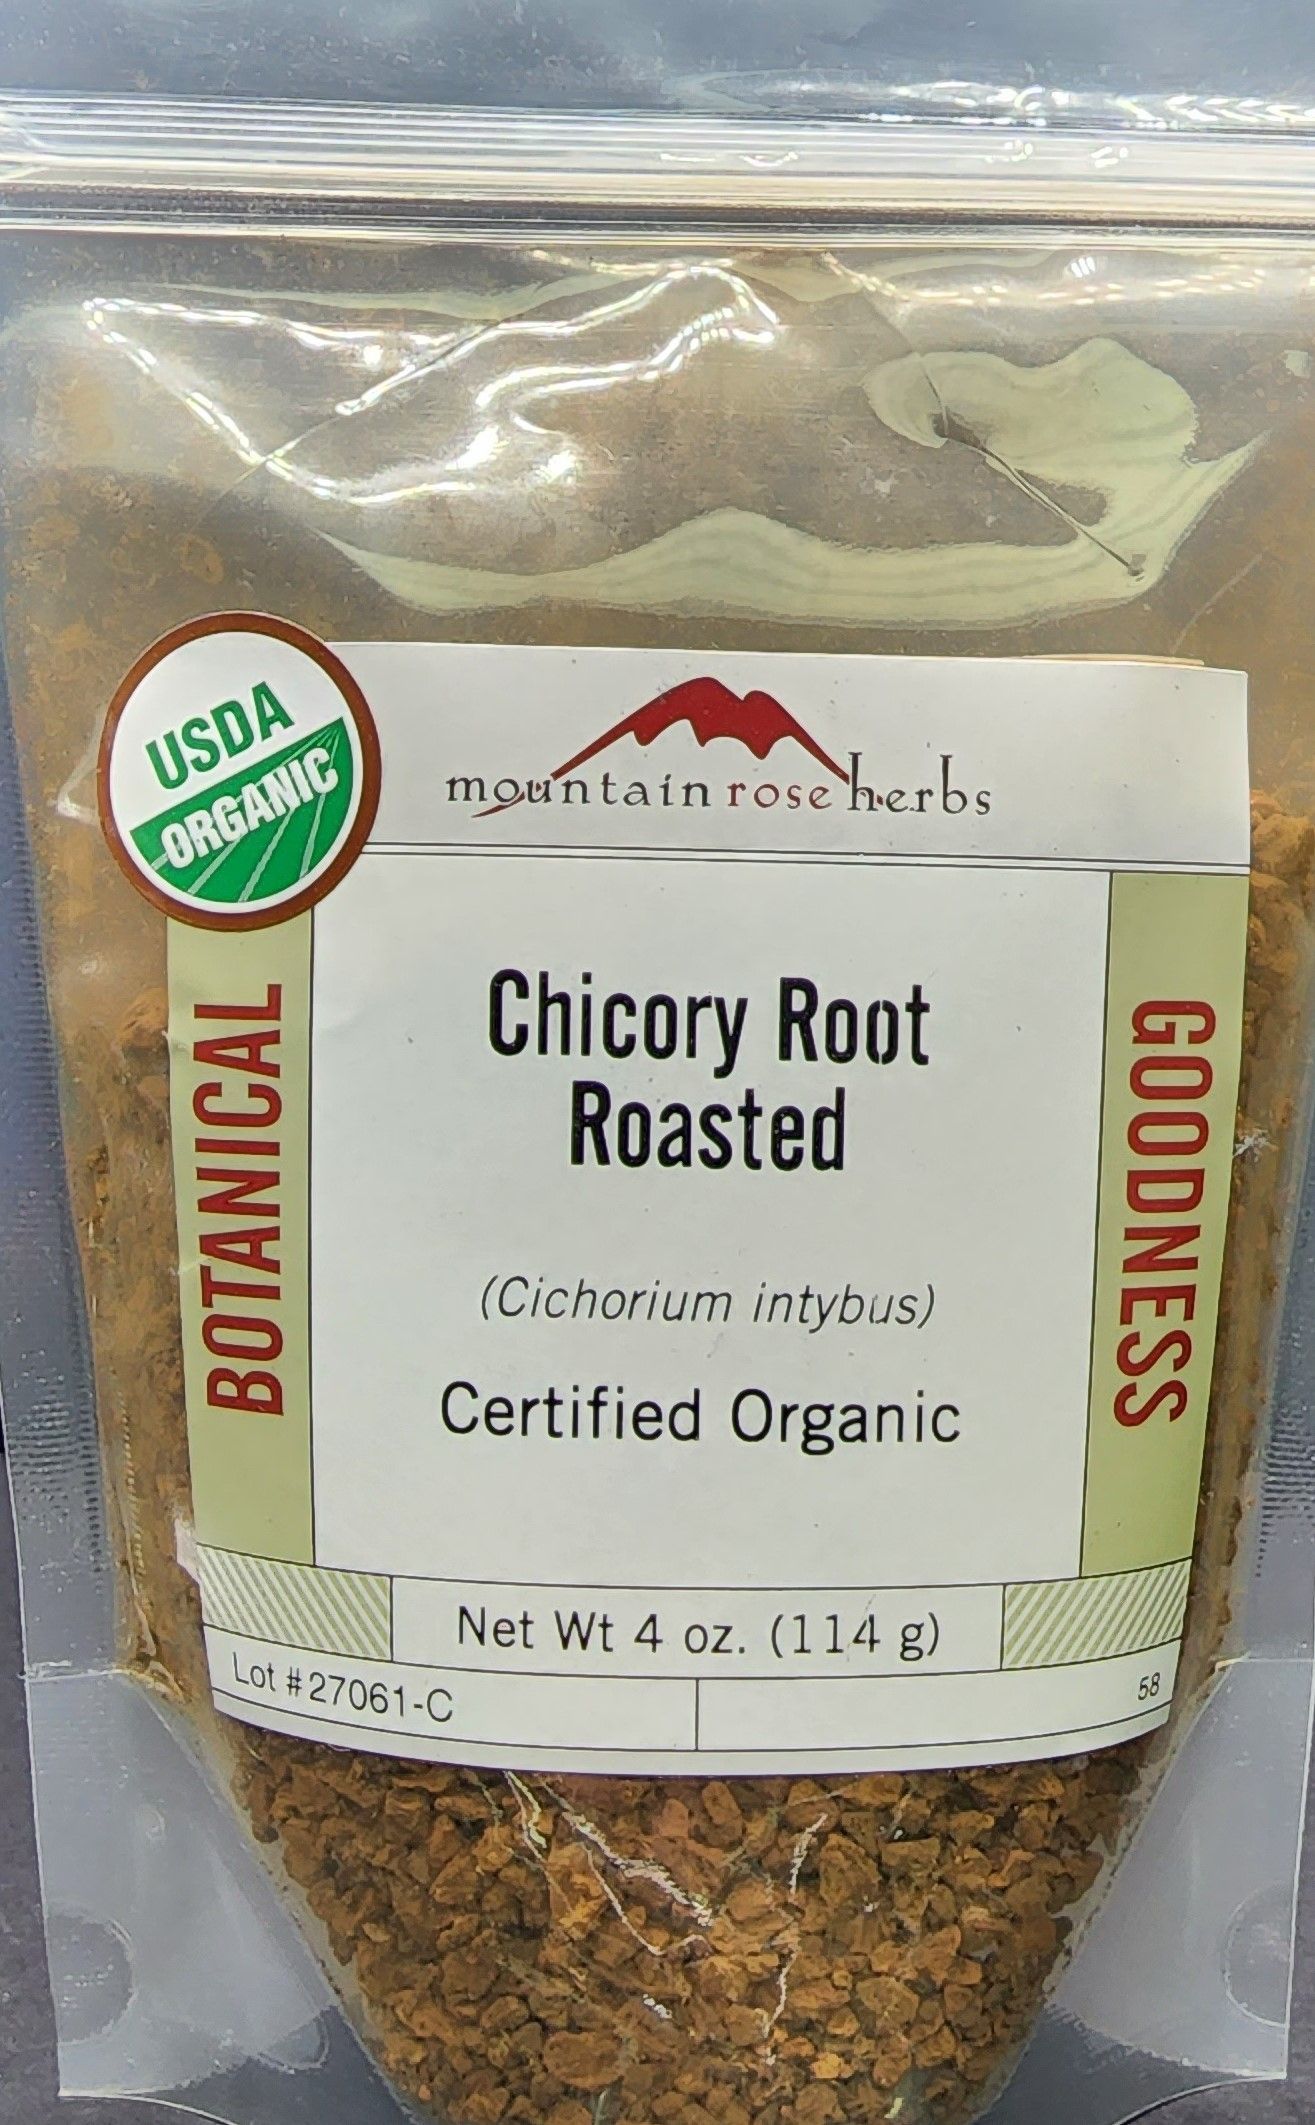 USDA
ORGANIC
mountain rose herbs
BOTANICAL
GOODNESS
Chicory Root
Roasted
(Cichorium intybus)
Certified Organic
Net Wt 4 oz. (114 g)
Lot #27061-C
58